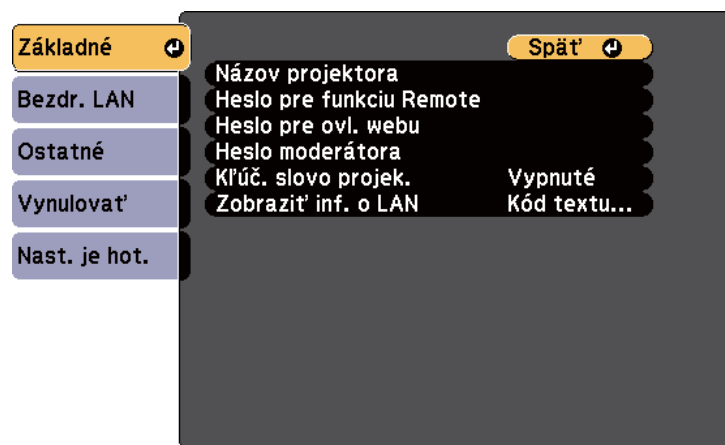 Základné
Bezdr. LAN
Ostatné
Vynulovať
Nast. je hot.
Späť
Názov projektora
Heslo pre funkciu Remote
Heslo pre ovl. webu
Heslo moderátora
Kľúč. slovo projek. Vypnuté
Zobraziť inf. o LAN Kód textu...